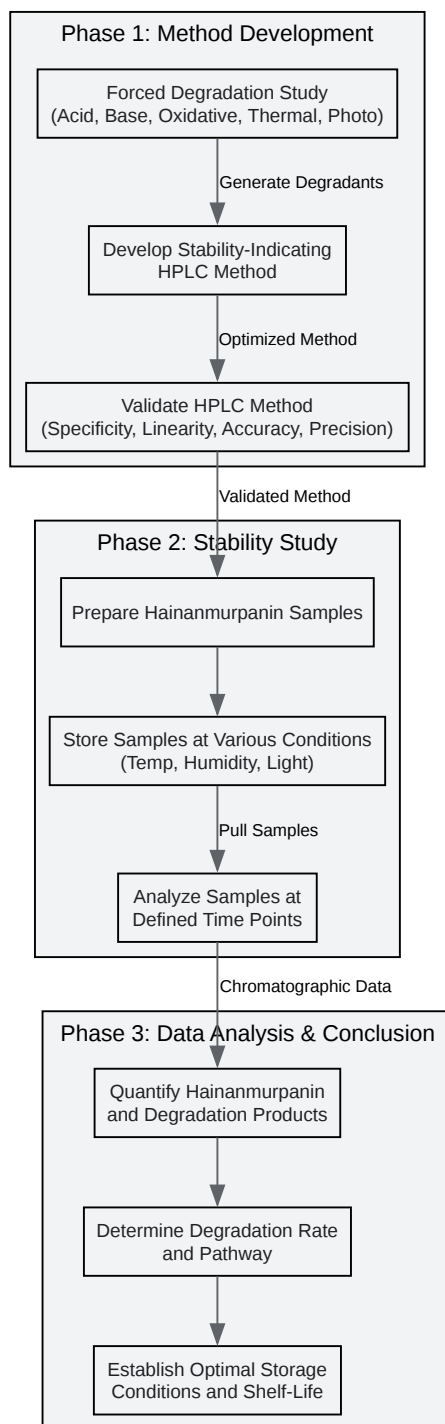 Phase 1: Method Development
Forced Degradation Study
(Acid, Base, Oxidative, Thermal, Photo)
Generate Degradants
Develop Stability-Indicating
HPLC Method
Optimized Method
Validate HPLC Method
(Specificity, Linearity, Accuracy, Precision)
Validated Method
Phase 2: Stability Study
Prepare Hainanmurpanin Samples
Store Samples at Various Conditions
(Temp, Humidity, Light)
Pull Samples
Analyze Samples at
Defined Time Points
Chromatographic Data
Phase 3: Data Analysis & Conclusion
Quantify Hainanmurpanin
and Degradation Products
Determine Degradation Rate
and Pathway
Establish Optimal Storage
Conditions and Shelf-Life